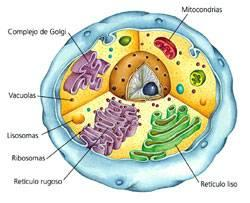 Mitocondrias
Complejo de Golgi
Vacuolas
Lisosomas
Ribosomas
Retículo rugoso
Retículo liso